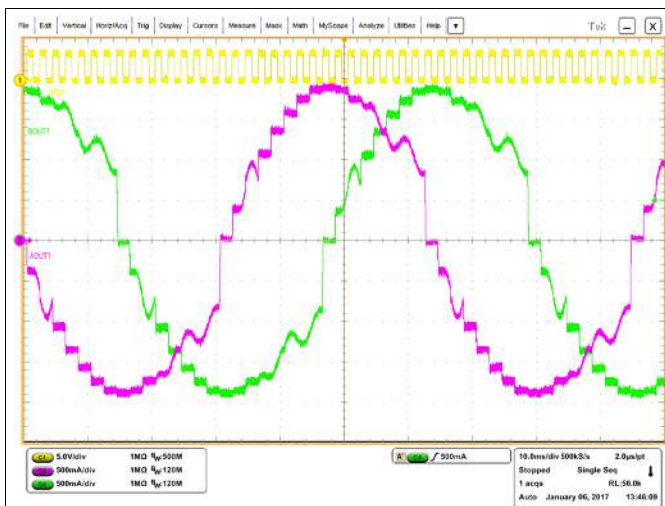 File Edit Vertical Horiz/Acq Trig Display Cursors Measure Mask Math MyScope Analyze Utilities Help
Tek
1
BOUT1
AOUT1
C1 5.0V/div 1MΩ BW:500M
500mA/div 1MΩ BW:120M
500mA/div 1MΩ BW:120M
A' 500mA
10.0ms/div 500kS/s 2.0µs/pt
Stopped Single Seq
1 acqs RL:50.0k
Auto January 06, 2017 13:46:09